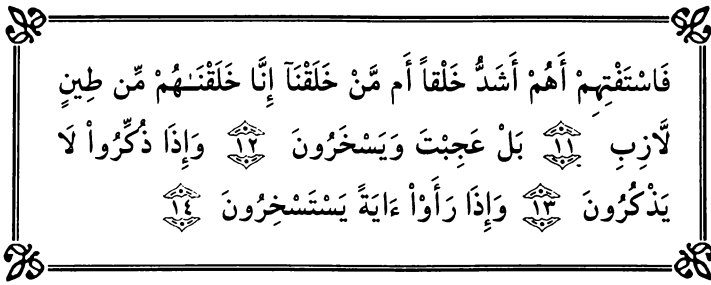 فَاسْتَفْتِهِمْ أَهُمْ أَشَدُّ خَلْقاً أَم مَّنْ خَلَقْنَآ إِنَّا خَلَقْنَـٰهُمْ مِّن طِينٍ
لَّازِبِ ١١ بَلْ عَجِبْتَ وَيَسْخَرُونَ ١٢ وَإِذَا ذُكِّرُواْ لَا
يَذْكُرُونَ ١٣ وَإِذَا رَأَوْاْ ءَايَةً يَسْتَسْخِرُونَ ١٤